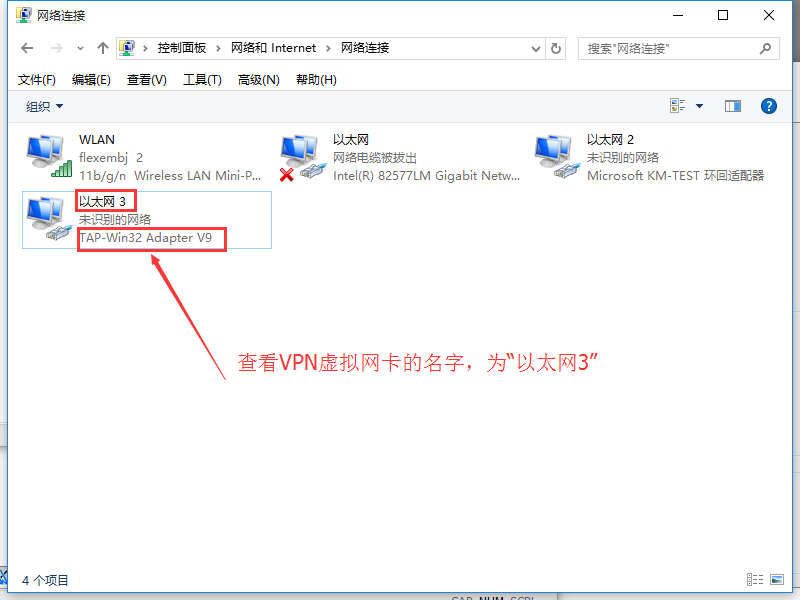 网络连接
控制面板 › 网络和 Internet › 网络连接
搜索"网络连接"
文件(F) 编辑(E) 查看(V) 工具(T) 高级(N) 帮助(H)
组织
WLAN
flexembj 2
11b/g/n Wireless LAN Mini-P...
以太网
网络电缆被拔出
Intel(R) 82577LM Gigabit Netw...
以太网 2
未识别的网络
Microsoft KM-TEST 环回适配器
以太网 3
未识别的网络
TAP-Win32 Adapter V9
查看VPN虚拟网卡的名字，为“以太网3”
4 个项目